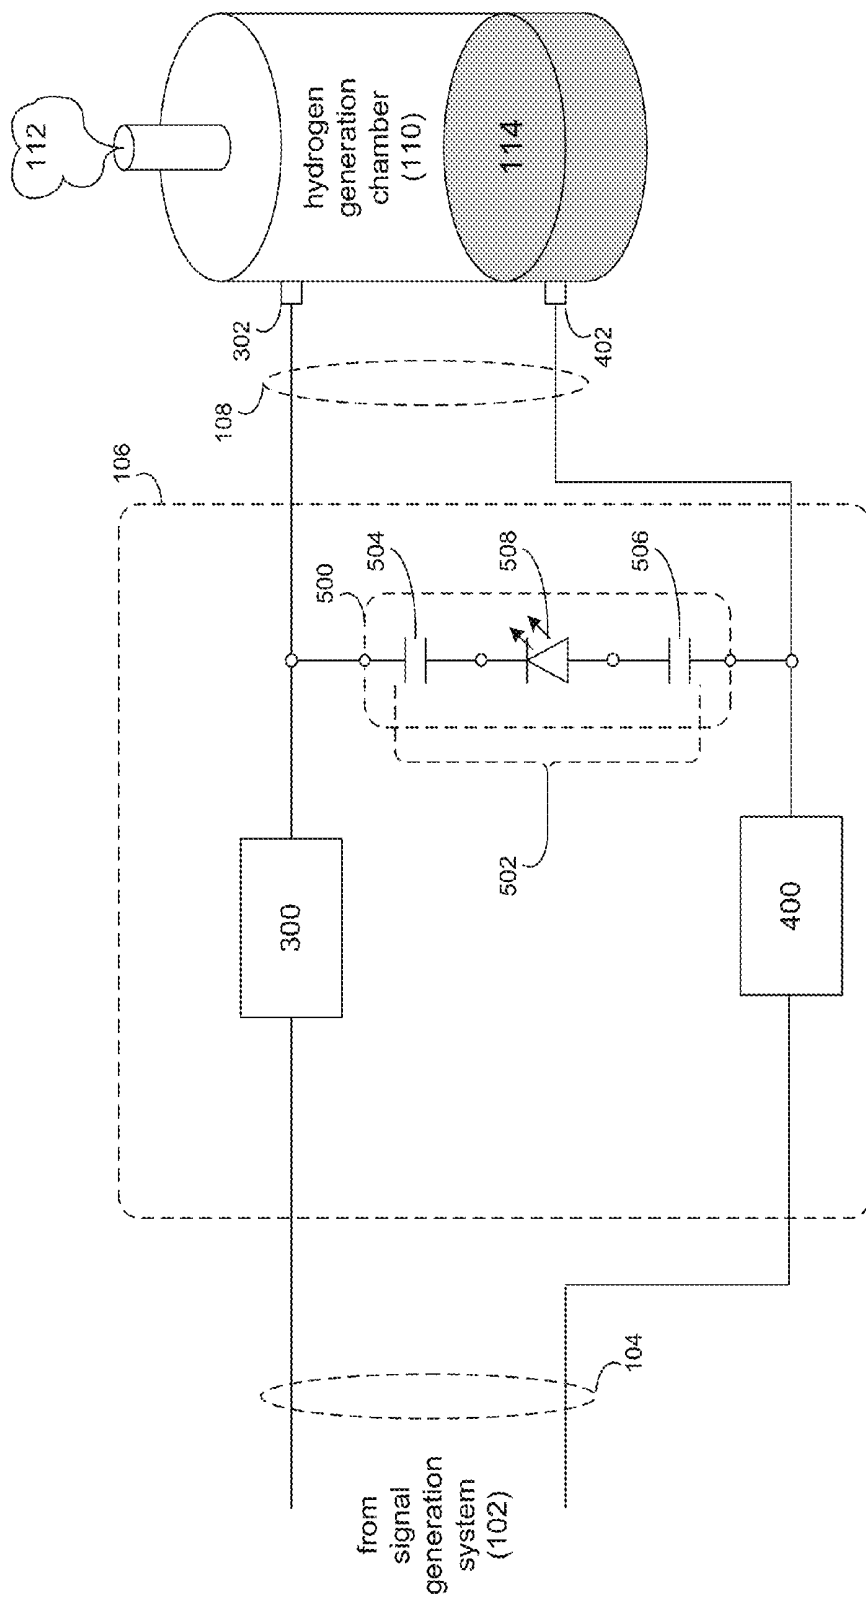 112
hydrogen
generation
chamber
(110)
114
302
402
108
106
500
504
508
506
502
300
400
104
from
signal
generation
system
(102)